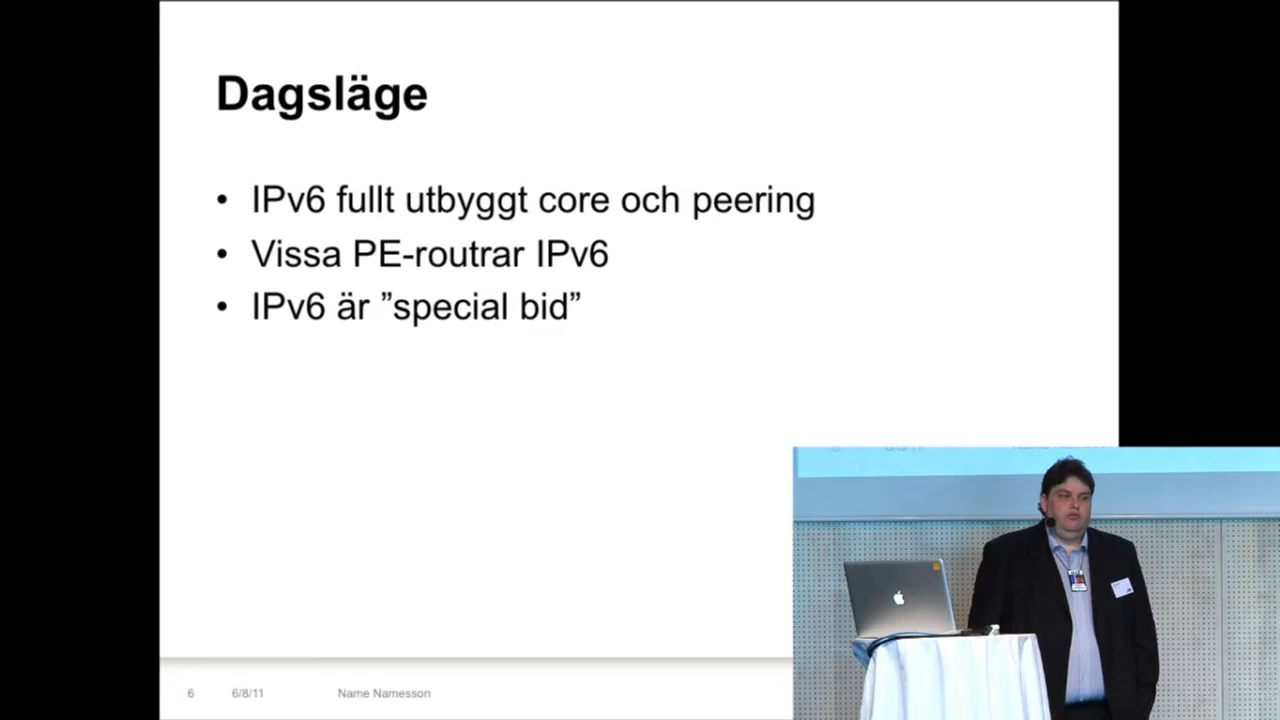 Dagsläge
• IPv6 fullt utbyggt core och peering
• Vissa PE-routrar IPv6
• IPv6 är ”special bid”
6 6/8/11 Name Namesson